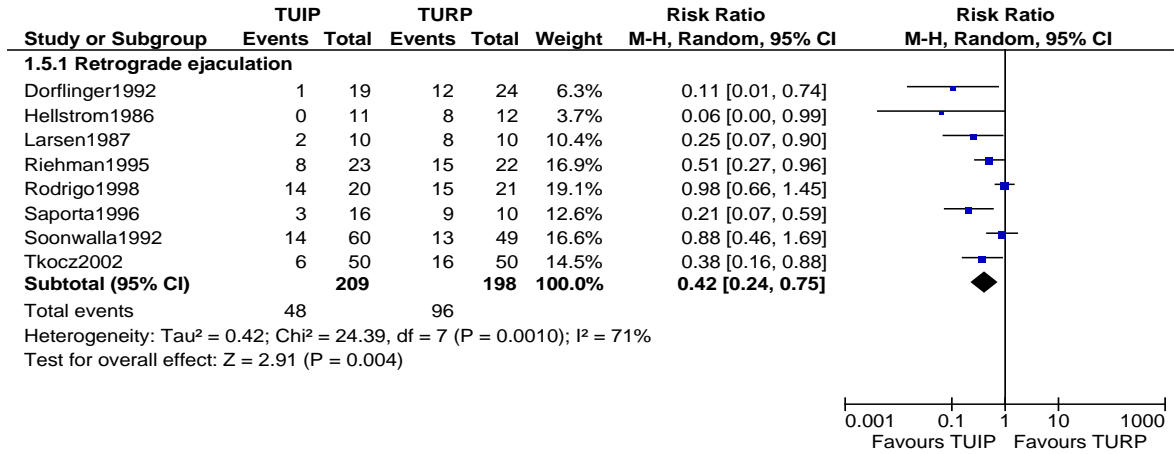 TUIP TURP Risk Ratio Risk Ratio
Study or Subgroup Events Total Events Total Weight M-H, Random, 95% CI M-H, Random, 95% CI
1.5.1 Retrograde ejaculation
Dorflinger1992 1 19 12 24 6.3% 0.11 [0.01, 0.74]
Hellstrom1986 0 11 8 12 3.7% 0.06 [0.00, 0.99]
Larsen1987 2 10 8 10 10.4% 0.25 [0.07, 0.90]
Riehman1995 8 23 15 22 16.9% 0.51 [0.27, 0.96]
Rodrigo1998 14 20 15 21 19.1% 0.98 [0.66, 1.45]
Saporta1996 3 16 9 10 12.6% 0.21 [0.07, 0.59]
Soonwalla1992 14 60 13 49 16.6% 0.88 [0.46, 1.69]
Tkocz2002 6 50 16 50 14.5% 0.38 [0.16, 0.88]
Subtotal (95% CI) 209 198 100.0% 0.42 [0.24, 0.75]
Total events 48 96
Heterogeneity: Tau² = 0.42; Chi² = 24.39, df = 7 (P = 0.0010); I² = 71%
Test for overall effect: Z = 2.91 (P = 0.004)
0.001 0.1 1 10 1000
Favours TUIP Favours TURP